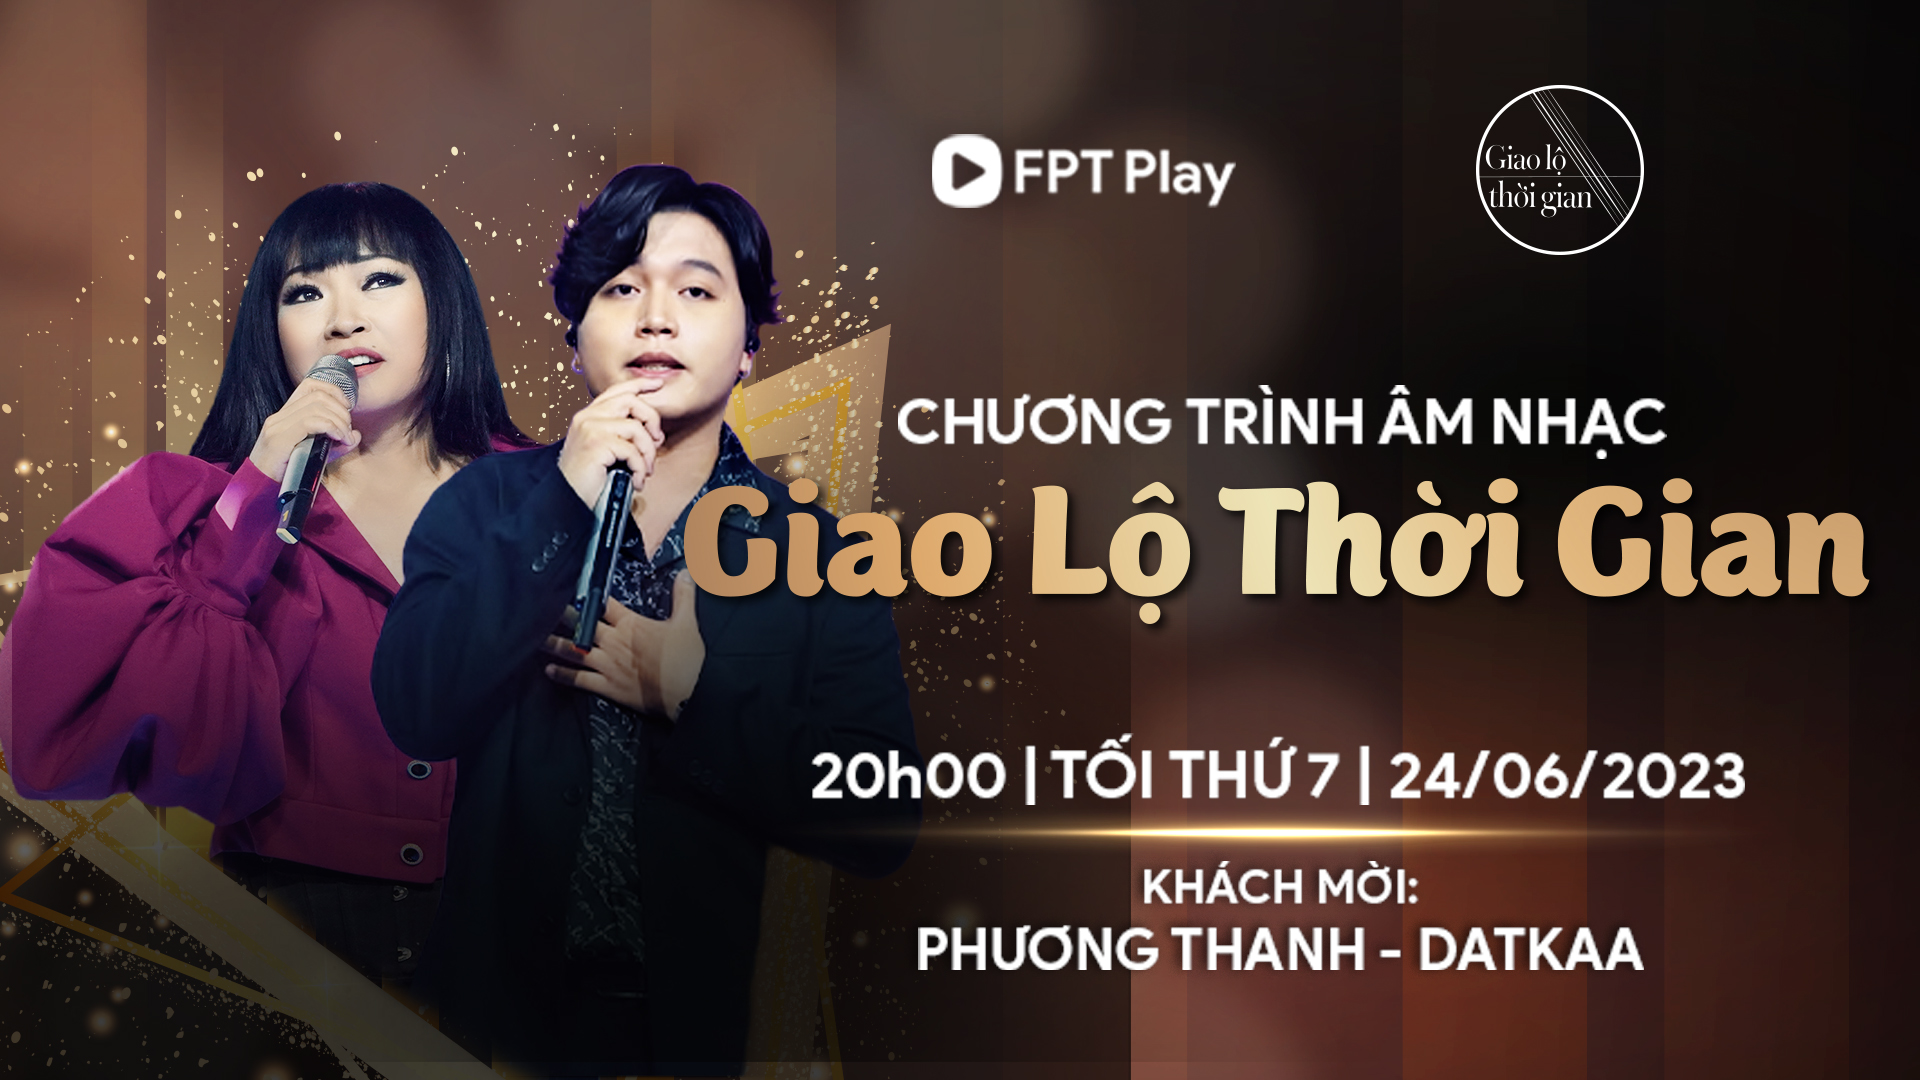 FPT Play
Giao lộ
thời gian
CHƯƠNG TRÌNH ÂM NHẠC
Giao Lộ Thời Gian
20h00 | TỐI THỨ 7 | 24/06/2023
KHÁCH MỜI:
PHƯƠNG THANH - DATKAA